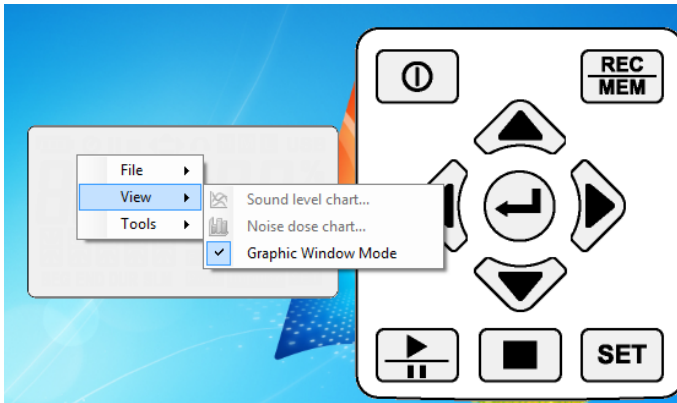 REC
MEM
File
View
Tools
Sound level chart...
Noise dose chart...
Graphic Window Mode
SET